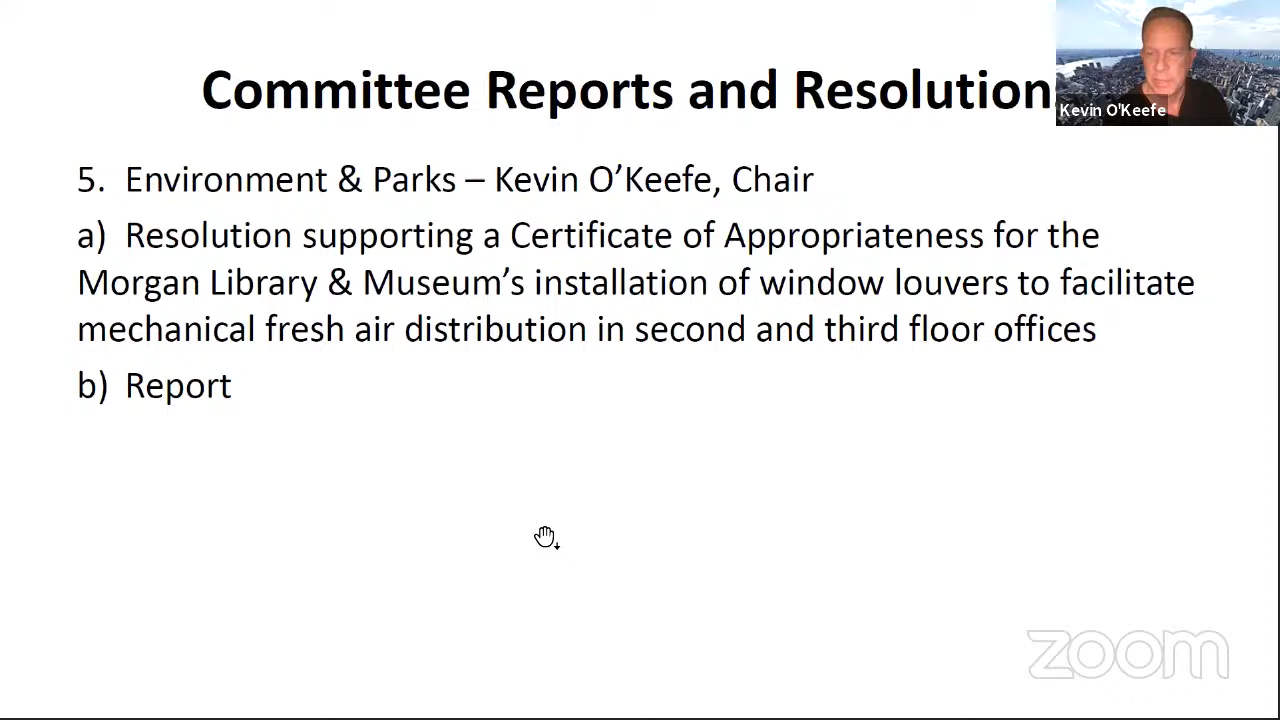 Committee Reports and Resolution
Kevin O'Keefe
5. Environment & Parks – Kevin O’Keefe, Chair
a) Resolution supporting a Certificate of Appropriateness for the
Morgan Library & Museum’s installation of window louvers to facilitate
mechanical fresh air distribution in second and third floor offices
b) Report
zoom